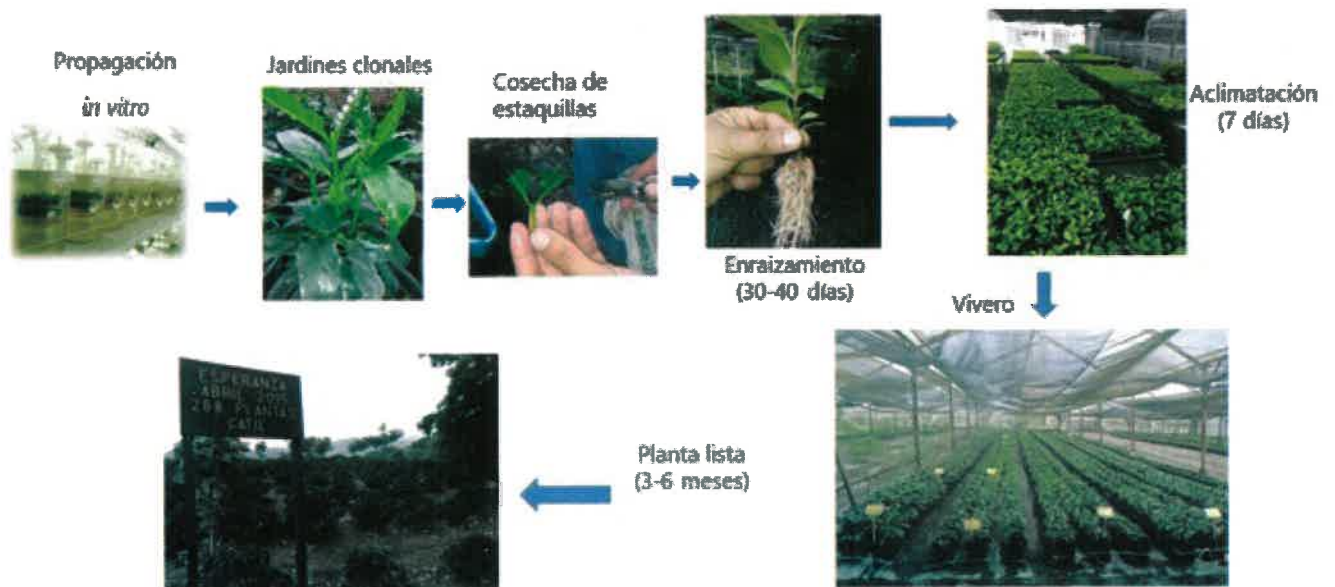 Propagación
in vitro
Jardines clonales
Cosecha de
estaquillas
Enraizamiento
(30-40 días)
Aclimatación
(7 días)
Vivero
Planta lista
(3-6 meses)
ESPERANZA
ABRIL
PLANTAS